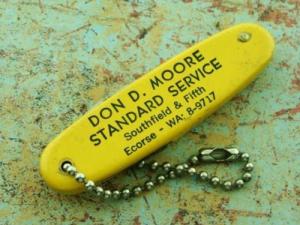 DON D. MOORE
STANDARD SERVICE
Southfield & Fifth
Ecorse - WA: 8-9717